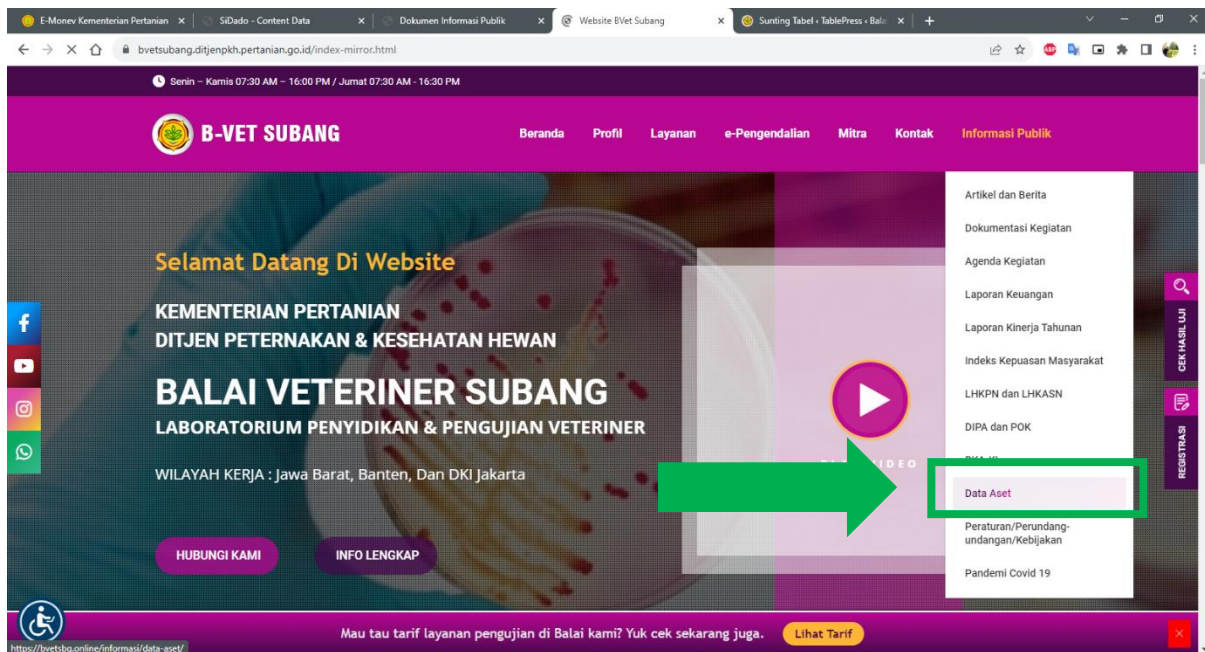 E-Monev Kementerian Pertanian
SiDado - Content Data
Dokumen Informasi Publik
Website BVet Subang
Sunting Tabel ‹ TablePress ‹ Bala
bvetsubang.ditjenpkh.pertanian.go.id/index-mirror.html
Senin – Kamis 07:30 AM – 16:00 PM / Jumat 07:30 AM - 16:30 PM
B-VET SUBANG
Beranda Profil Layanan e-Pengendalian Mitra Kontak Informasi Publik
Artikel dan Berita
Dokumentasi Kegiatan
Agenda Kegiatan
Laporan Keuangan
Laporan Kinerja Tahunan
Indeks Kepuasan Masyarakat
LHKPN dan LHKASN
DIPA dan POK
Data Aset
Peraturan/Perundang-
undangan/Kebijakan
Pandemi Covid 19
Selamat Datang Di Website
KEMENTERIAN PERTANIAN
DITJEN PETERNAKAN & KESEHATAN HEWAN
BALAI VETERINER SUBANG
LABORATORIUM PENYIDIKAN & PENGUJIAN VETERINER
WILAYAH KERJA : Jawa Barat, Banten, Dan DKI Jakarta
HUBUNGI KAMI
INFO LENGKAP
CEK HASIL UJI
REGISTRASI
Mau tau tarif layanan pengujian di Balai kami? Yuk cek sekarang juga.
Lihat Tarif
https://bvetsbg.online/informasi/data-aset/